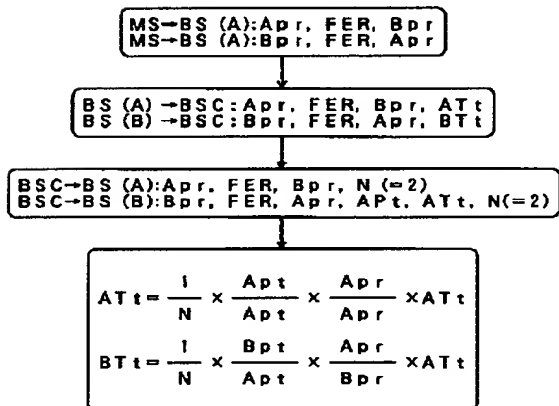 MS→BS (A):Apr, FER, Bpr
MS→BS (A):Bpr, FER, Apr
BS (A) →BSC:Apr, FER, Bpr, ATt
BS (B) →BSC:Bpr, FER, Apr, BTt
BSC→BS (A):Apr, FER, Bpr, N (=2)
BSC→BS (B):Bpr, FER, Apr, APt, ATt, N(=2)
ATt= 1/N × Apt/Apt × Apr/Apr ×ATt
BTt= 1/N × Bpt/Apt × Apr/Bpr ×ATt